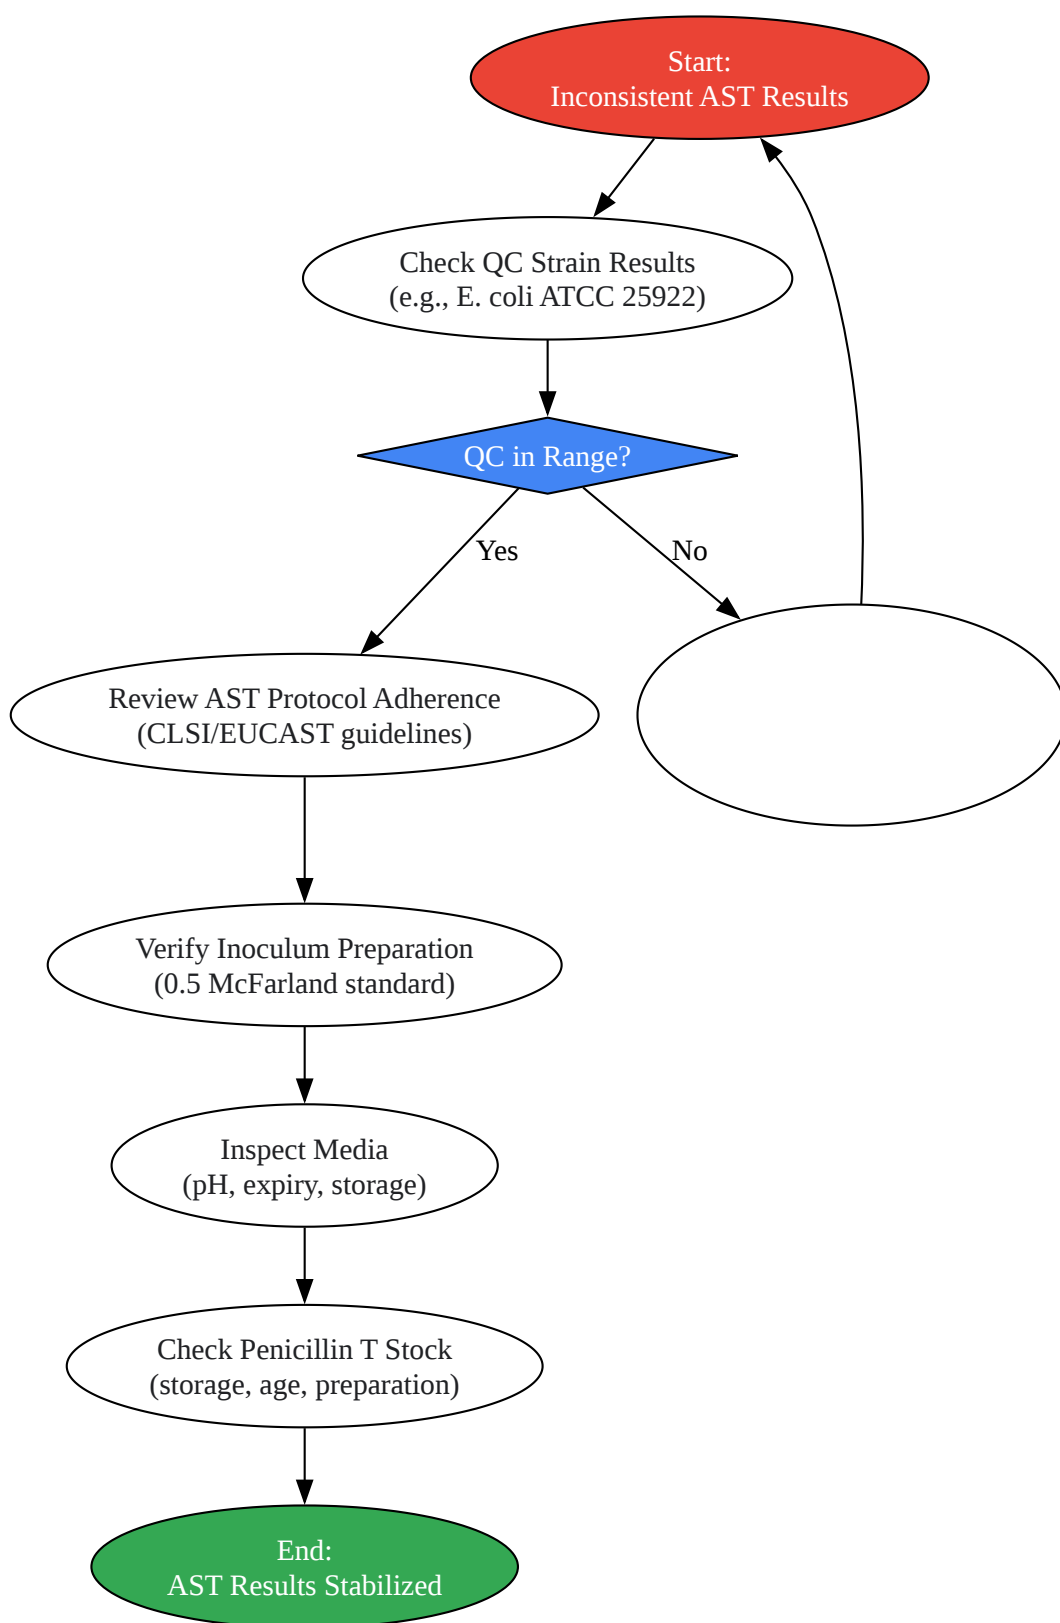 Start:
Inconsistent AST Results
Check QC Strain Results
(e.g., E. coli ATCC 25922)
QC in Range?
Yes
No
Review AST Protocol Adherence
(CLSI/EUCAST guidelines)
Verify Inoculum Preparation
(0.5 McFarland standard)
Inspect Media
(pH, expiry, storage)
Check Penicillin T Stock
(storage, age, preparation)
End:
AST Results Stabilized